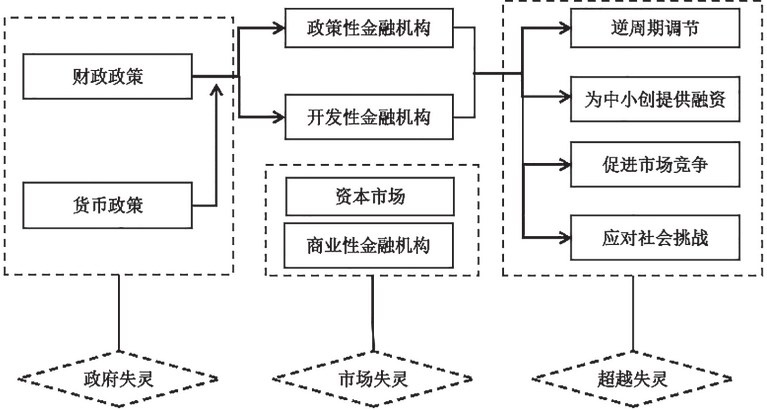 财政政策
货币政策
政策性金融机构
开发性金融机构
资本市场
商业性金融机构
逆周期调节
为中小创提供融资
促进市场竞争
应对社会挑战
政府失灵
市场失灵
超越失灵